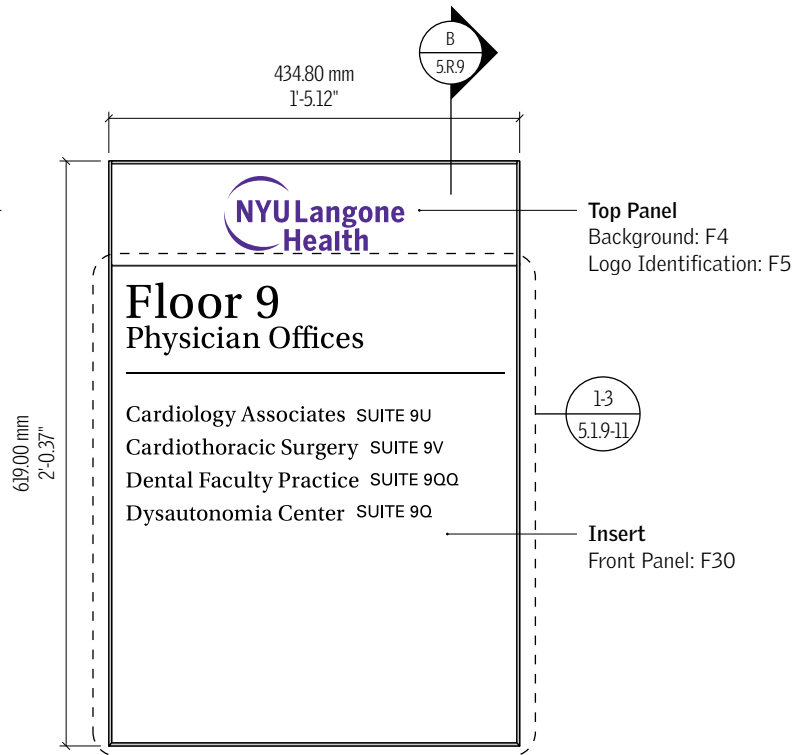 B
5.R.9
434.80 mm
1'-5.12"
NYU Langone
Health
Top Panel
Background: F4
Logo Identification: F5
Floor 9
Physician Offices
1-3
5.1.9-11
619.00 mm
2'-0.37"
Cardiology Associates SUITE 9U
Cardiothoracic Surgery SUITE 9V
Dental Faculty Practice SUITE 9QQ
Dysautonomia Center SUITE 9Q
Insert
Front Panel: F30